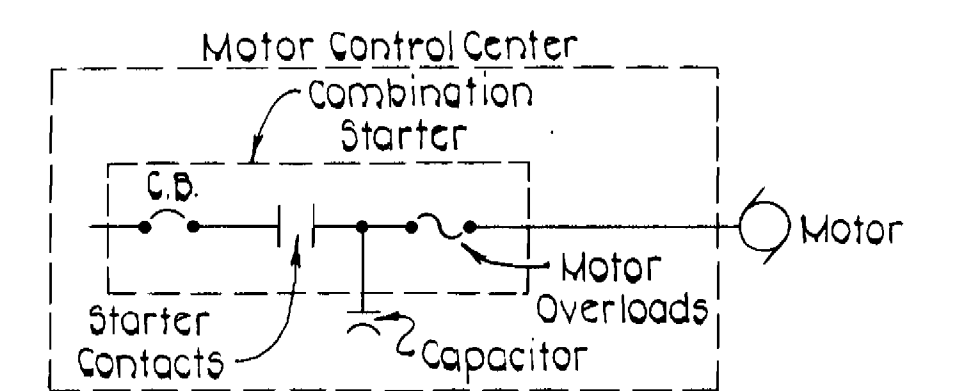 Motor Control Center
Combination
Starter
C.B.
Motor
Motor
Overloads
Starter
Contacts
Capacitor